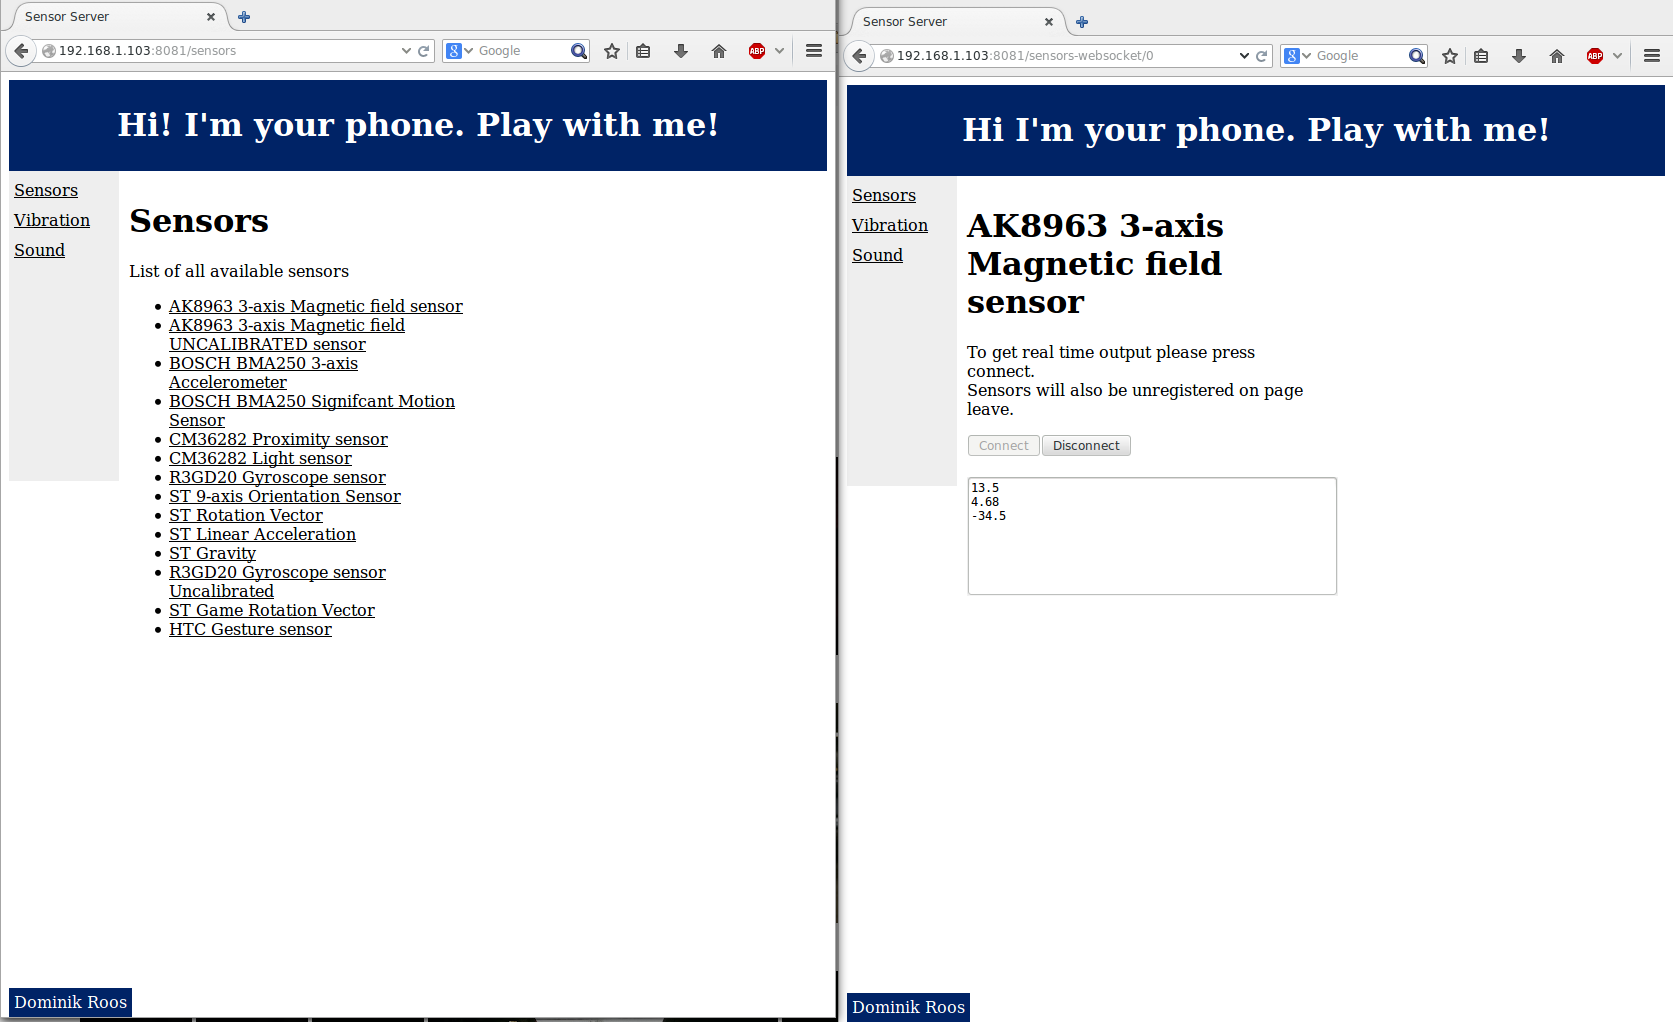 Sensor Server
192.168.1.103:8081/sensors
Google
ABP
Hi! I'm your phone. Play with me!
Sensors
Vibration
Sound
Sensors
List of all available sensors
AK8963 3-axis Magnetic field sensor
AK8963 3-axis Magnetic field
UNCALIBRATED sensor
BOSCH BMA250 3-axis
Accelerometer
BOSCH BMA250 Signifcant Motion
Sensor
CM36282 Proximity sensor
CM36282 Light sensor
R3GD20 Gyroscope sensor
ST 9-axis Orientation Sensor
ST Rotation Vector
ST Linear Acceleration
ST Gravity
R3GD20 Gyroscope sensor
Uncalibrated
ST Game Rotation Vector
HTC Gesture sensor
Dominik Roos
Sensor Server
192.168.1.103:8081/sensors-websocket/0
Google
ABP
Hi I'm your phone. Play with me!
Sensors
Vibration
Sound
AK8963 3-axis
Magnetic field
sensor
To get real time output please press
connect.
Sensors will also be unregistered on page
leave.
Connect Disconnect
13.5
4.68
-34.5
Dominik Roos